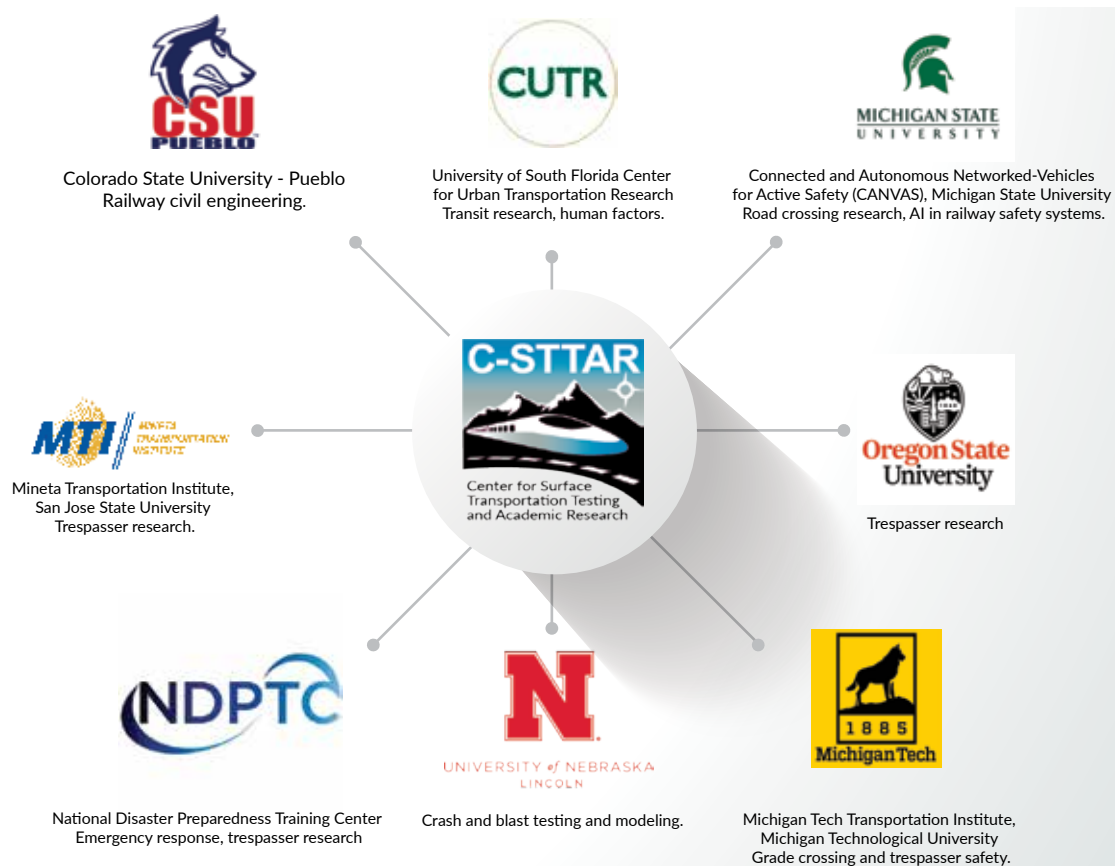 CSU
PUEBLO
Colorado State University - Pueblo
Railway civil engineering.
CUTR
University of South Florida Center
for Urban Transportation Research
Transit research, human factors.
MICHIGAN STATE
UNIVERSITY
Connected and Autonomous Networked-Vehicles
for Active Safety (CANVAS), Michigan State University
Road crossing research, AI in railway safety systems.
MTI
MINETA
TRANSPORTATION
INSTITUTE
Mineta Transportation Institute,
San Jose State University
Trespasser research.
C-STTAR
Center for Surface
Transportation Testing
and Academic Research
Oregon State
University
Trespasser research
NDPTC
National Disaster Preparedness Training Center
Emergency response, trespasser research
N
UNIVERSITY of NEBRASKA
LINCOLN
Crash and blast testing and modeling.
1885
Michigan Tech
Michigan Tech Transportation Institute,
Michigan Technological University
Grade crossing and trespasser safety.